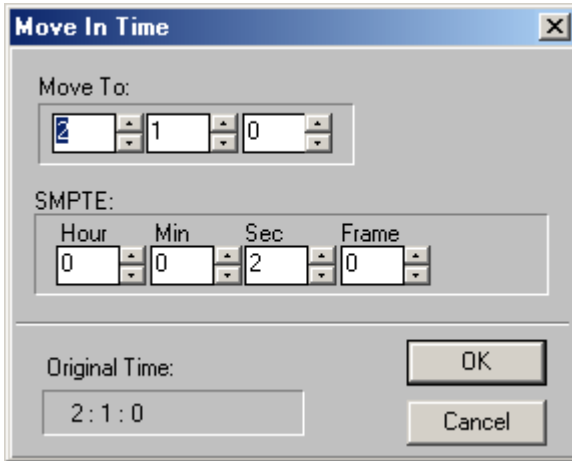 Move In Time
Move To:
2 1 0
SMPTE:
Hour Min Sec Frame
0 0 2 0
Original Time:
OK
2 : 1 : 0
Cancel